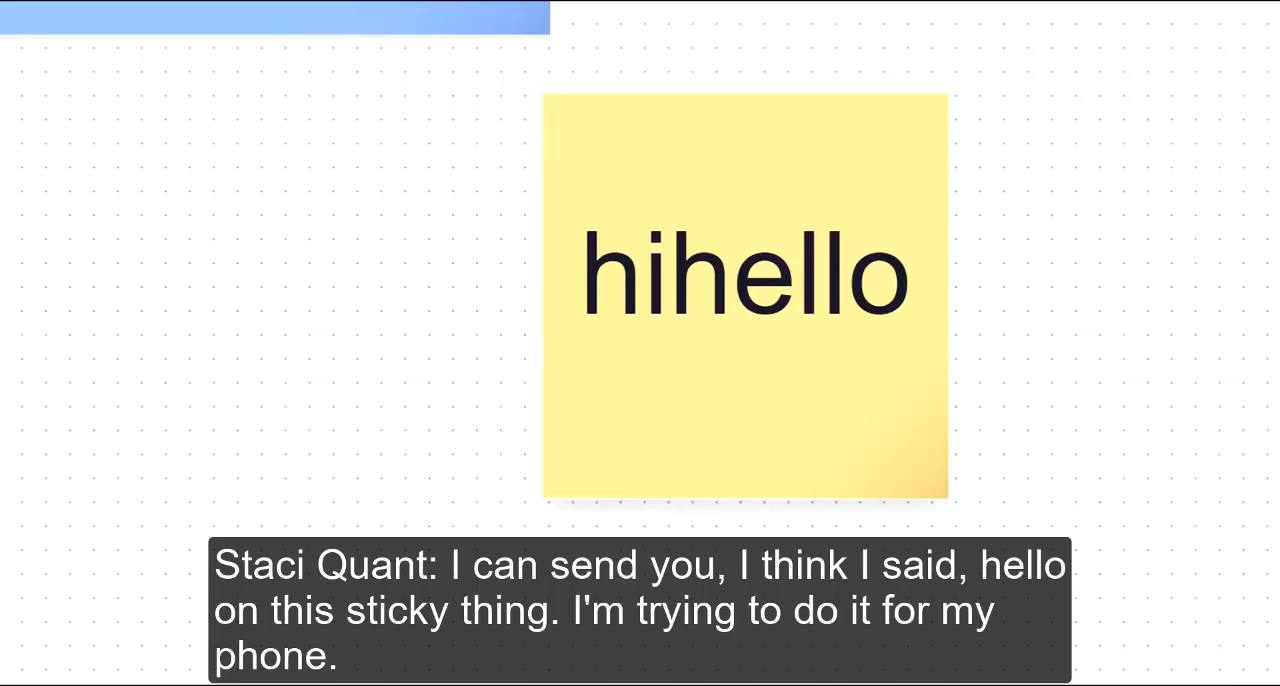 hihello
Staci Quant: I can send you, I think I said, hello
on this sticky thing. I'm trying to do it for my
phone.